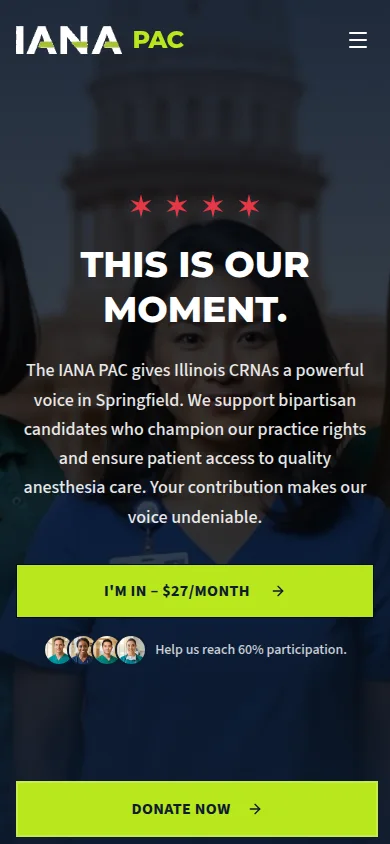 IANA PAC
THIS IS OUR
MOMENT.
The IANA PAC gives Illinois CRNAs a powerful
voice in Springfield. We support bipartisan
candidates who champion our practice rights
and ensure patient access to quality
anesthesia care. Your contribution makes our
voice undeniable.
I'M IN – $27/MONTH
Help us reach 60% participation.
DONATE NOW